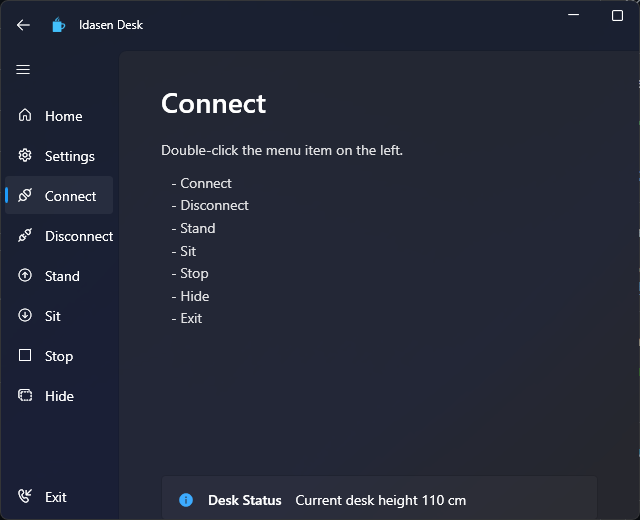 Idasen Desk
Home
Settings
Connect
Disconnect
Stand
Sit
Stop
Hide
Exit
Connect
Double-click the menu item on the left.
- Connect
- Disconnect
- Stand
- Sit
- Stop
- Hide
- Exit
Desk Status Current desk height 110 cm